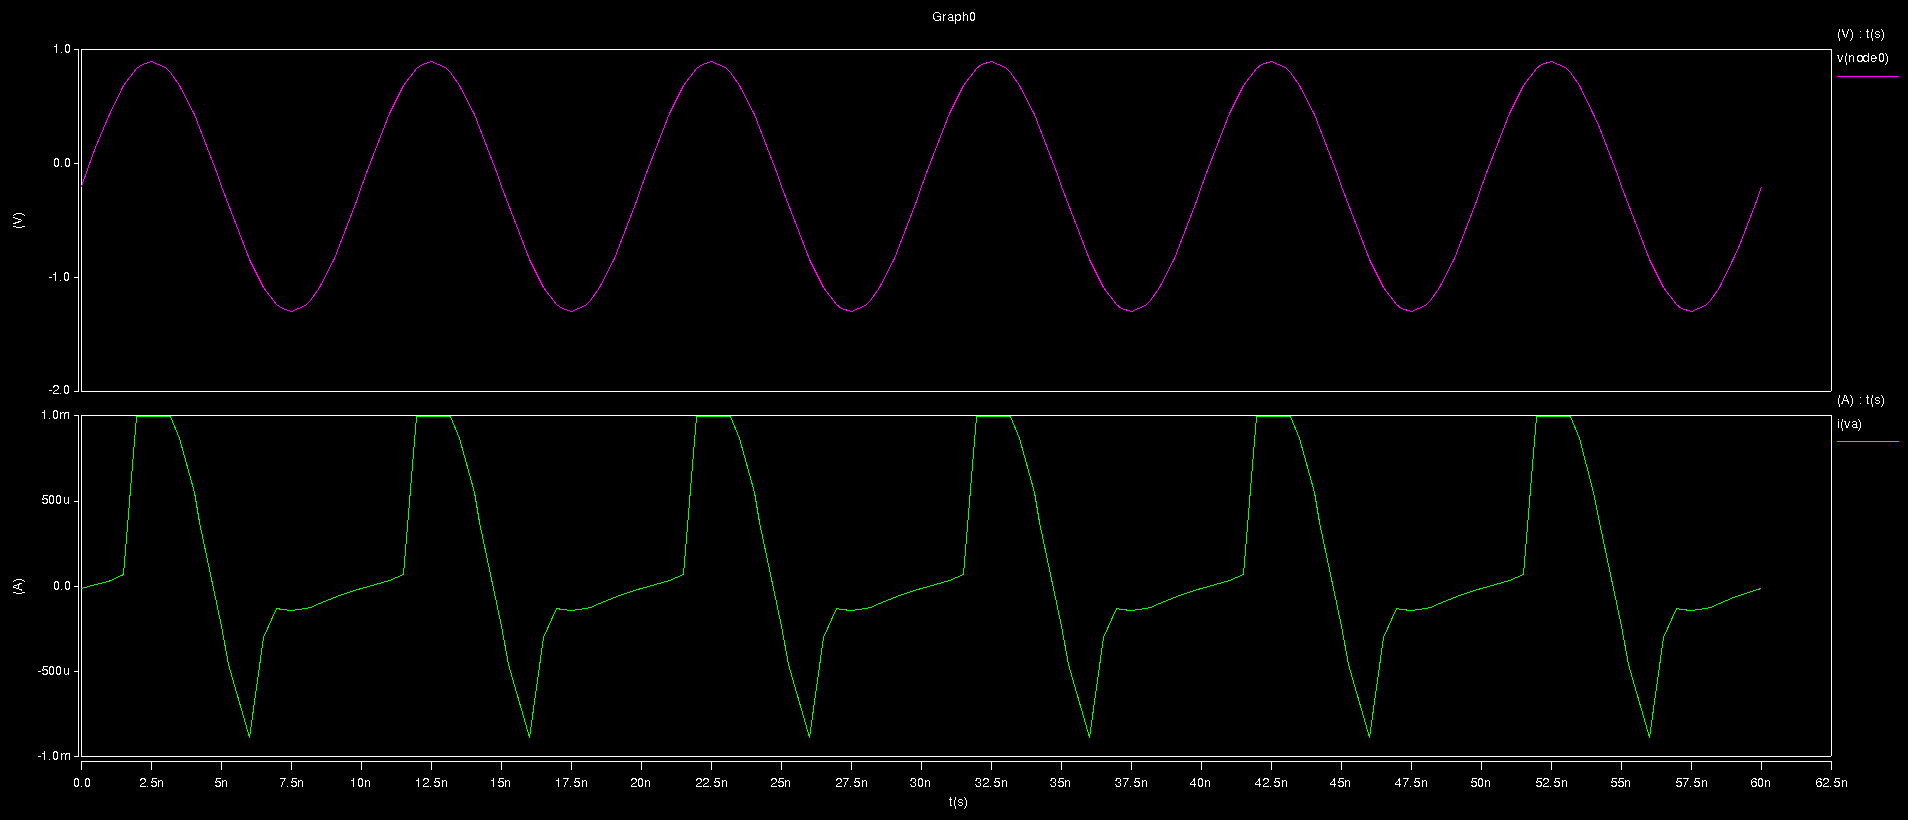 Graph0
(V) : t(s)
v(node0)
1.0
0.0
-1.0
-2.0
(V)
(A) : t(s)
i(va)
1.0m
500u
0.0
-500u
-1.0m
(A)
0.0 2.5n 5n 7.5n 10n 12.5n 15n 17.5n 20n 22.5n 25n 27.5n 30n 32.5n 35n 37.5n 40n 42.5n 45n 47.5n 50n 52.5n 55n 57.5n 60n 62.5n
t(s)